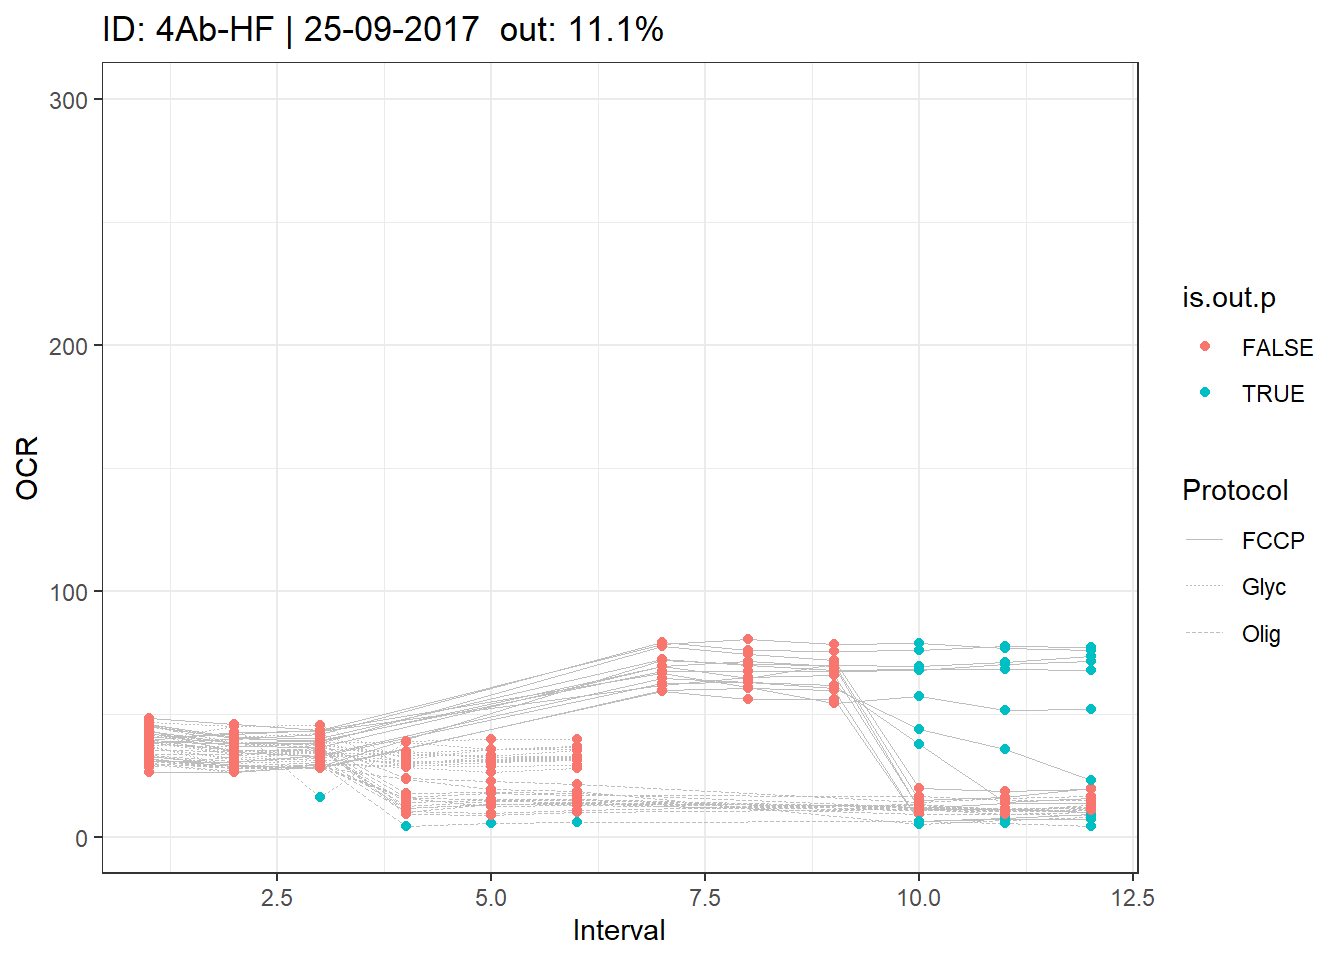 ID: 4Ab-HF | 25-09-2017 out: 11.1%
300
200
100
0
OCR
2.5
5.0
7.5
10.0
12.5
Interval
is.out.p
FALSE
TRUE
Protocol
FCCP
Glyc
Olig